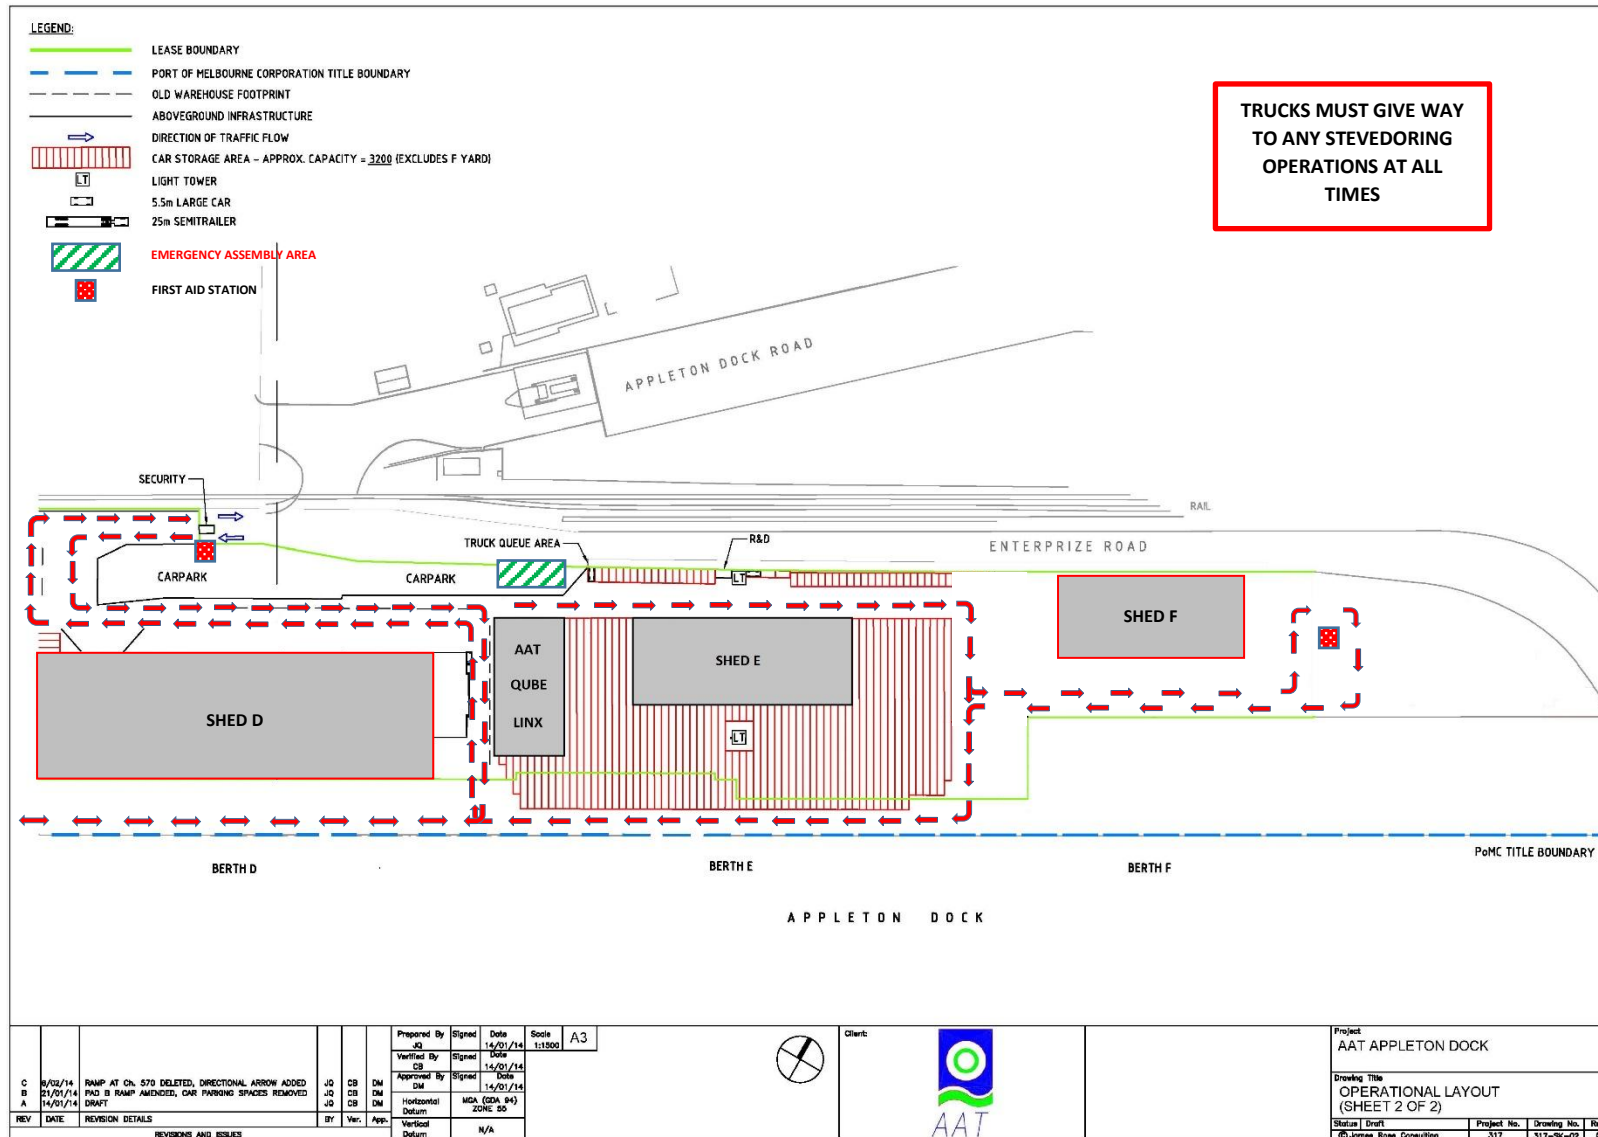 LEGEND:
LEASE BOUNDARY
PORT OF MELBOURNE CORPORATION TITLE BOUNDARY
OLD WAREHOUSE FOOTPRINT
ABOVEGROUND INFRASTRUCTURE
DIRECTION OF TRAFFIC FLOW
CAR STORAGE AREA - APPROX. CAPACITY = 3200 (EXCLUDES F YARD)
LT LIGHT TOWER
5.5m LARGE CAR
25m SEMITRAILER
EMERGENCY ASSEMBLY AREA
FIRST AID STATION
TRUCKS MUST GIVE WAY
TO ANY STEVEDORING
OPERATIONS AT ALL
TIMES
APPLETON DOCK ROAD
SECURITY
RAIL
TRUCK QUEUE AREA
R&D
ENTERPRIZE ROAD
CARPARK
CARPARK
LT
SHED F
AAT
QUBE
LINX
SHED E
SHED D
LT
PoMC TITLE BOUNDARY
BERTH D
BERTH E
BERTH F
APPLETON DOCK
C 6/02/14 RAMP AT Ch. 570 DELETED, DIRECTIONAL ARROW ADDED JQ CB DM
B 21/01/14 PAD B RAMP AMENDED, CAR PARKING SPACES REMOVED JQ CB DM
A 14/01/14 DRAFT JQ CB DM
REV DATE REVISION DETAILS BY Ver. App.
REVISIONS AND ISSUES
Prepared By Signed Date Scale A3
JQ 14/01/14 1:1500
Verified By Signed Date
CB 14/01/14
Approved By Signed Date
DM 14/01/14
Horizontal Datum MGA (GDA 94) ZONE 55
Vertical Datum N/A
Client:
AAT
Project
AAT APPLETON DOCK
Drawing Title
OPERATIONAL LAYOUT
(SHEET 2 OF 2)
Status Draft Project No. Drawing No.
© James Rose Consulting 317 317-SK-02